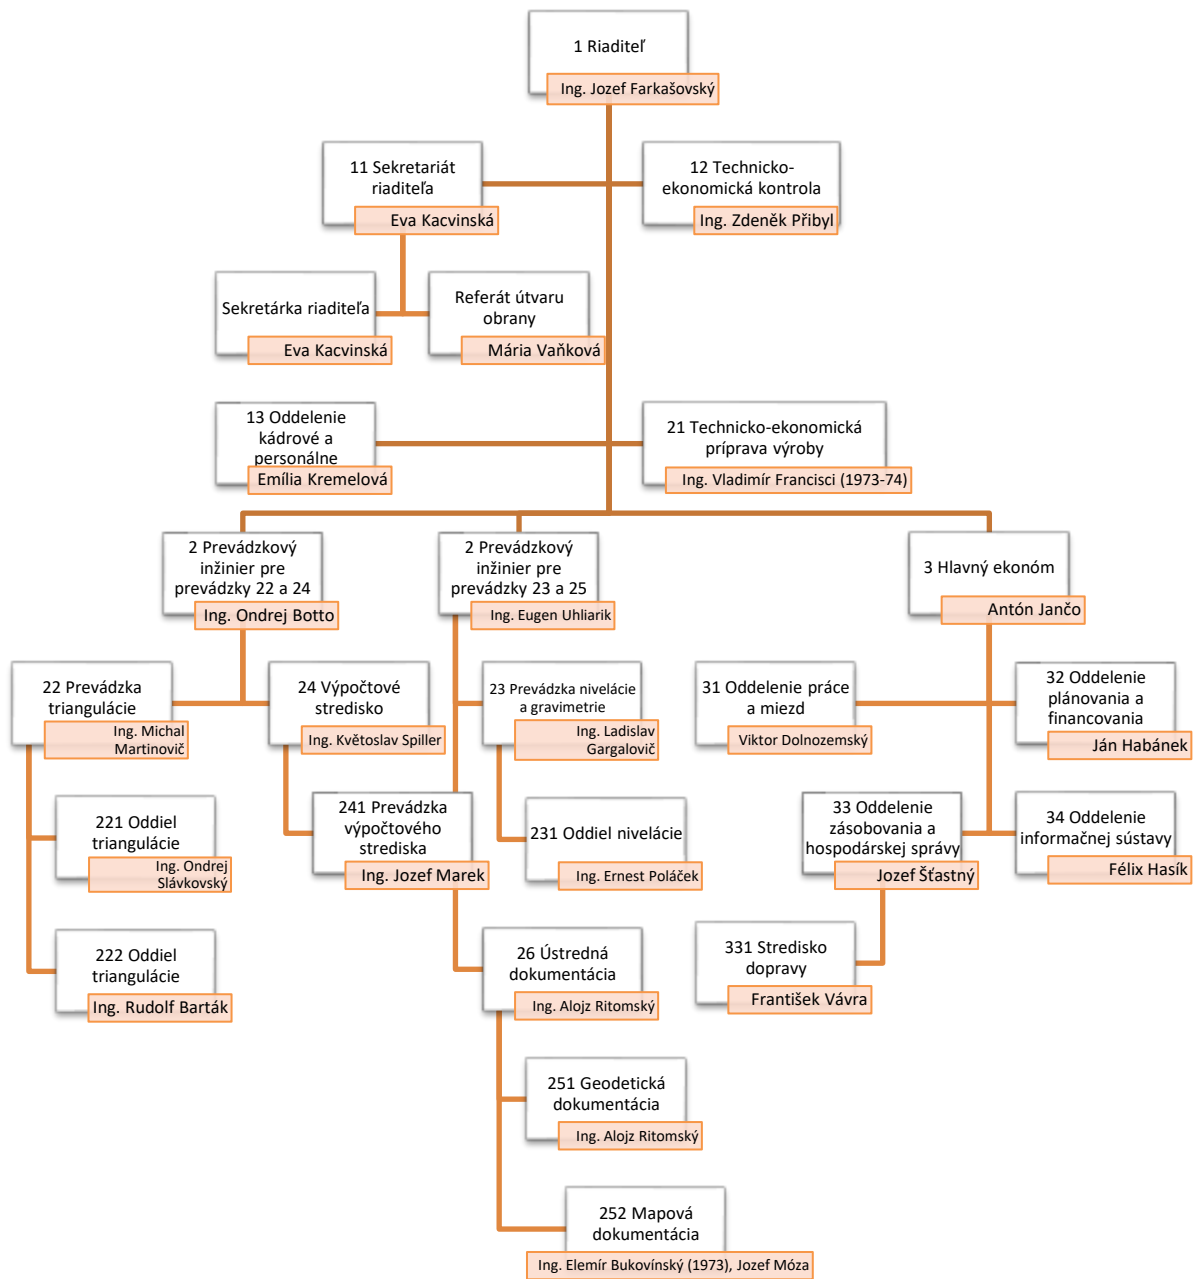 1 Riaditeľ
Ing. Jozef Farkašovský
11 Sekretariát
riaditeľa
Eva Kacvinská
12 Technicko-
ekonomická kontrola
Ing. Zdeněk Přibyl
Sekretárka riaditeľa
Eva Kacvinská
Referát útvaru
obrany
Mária Vaňková
13 Oddelenie
kádrové a
personálne
Emília Kremelová
21 Technicko-ekonomická
príprava výroby
Ing. Vladimír Francisci (1973-74)
2 Prevádzkový
inžinier pre
prevádzky 22 a 24
Ing. Ondrej Botto
2 Prevádzkový
inžinier pre
prevádzky 23 a 25
Ing. Eugen Uhliarik
3 Hlavný ekonóm
Antón Jančo
22 Prevádzka
triangulácie
Ing. Michal
Martinovič
24 Výpočtové
stredisko
Ing. Květoslav Spiller
23 Prevádzka nivelácie
a gravimetrie
Ing. Ladislav
Gargalovič
31 Oddelenie práce
a miezd
Viktor Dolnozemský
32 Oddelenie
plánovania a
financovania
Ján Habánek
221 Oddiel
triangulácie
Ing. Ondrej
Slávkovský
241 Prevádzka
výpočtového
strediska
Ing. Jozef Marek
231 Oddiel nivelácie
Ing. Ernest Poláček
33 Oddelenie
zásobovania a
hospodárskej správy
Jozef Šťastný
34 Oddelenie
informačnej sústavy
Félix Hasík
222 Oddiel
triangulácie
Ing. Rudolf Barták
26 Ústredná
dokumentácia
Ing. Alojz Ritomský
331 Stredisko
dopravy
František Vávra
251 Geodetická
dokumentácia
Ing. Alojz Ritomský
252 Mapová
dokumentácia
Ing. Elemír Bukovínský (1973), Jozef Móza